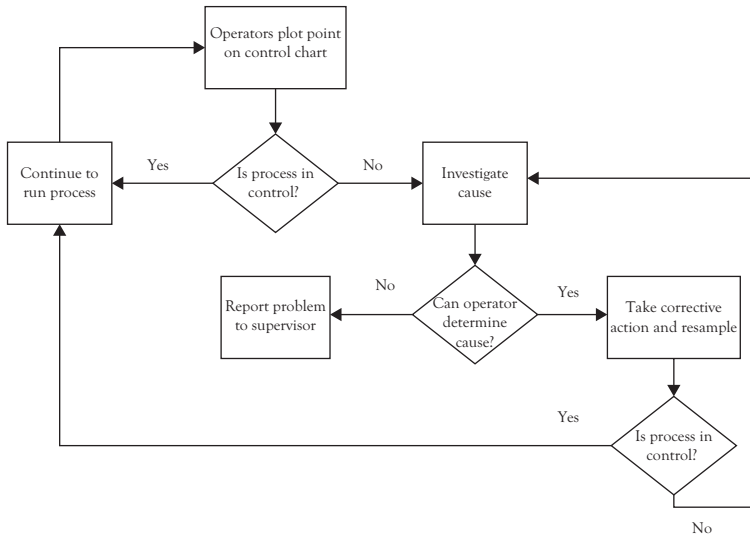 Operators plot point
on control chart
Continue to
run process
Yes
Is process in
control?
No
Investigate
cause
Report problem
to supervisor
No
Can operator
determine
cause?
Yes
Take corrective
action and resample
Yes
Is process in
control?
No